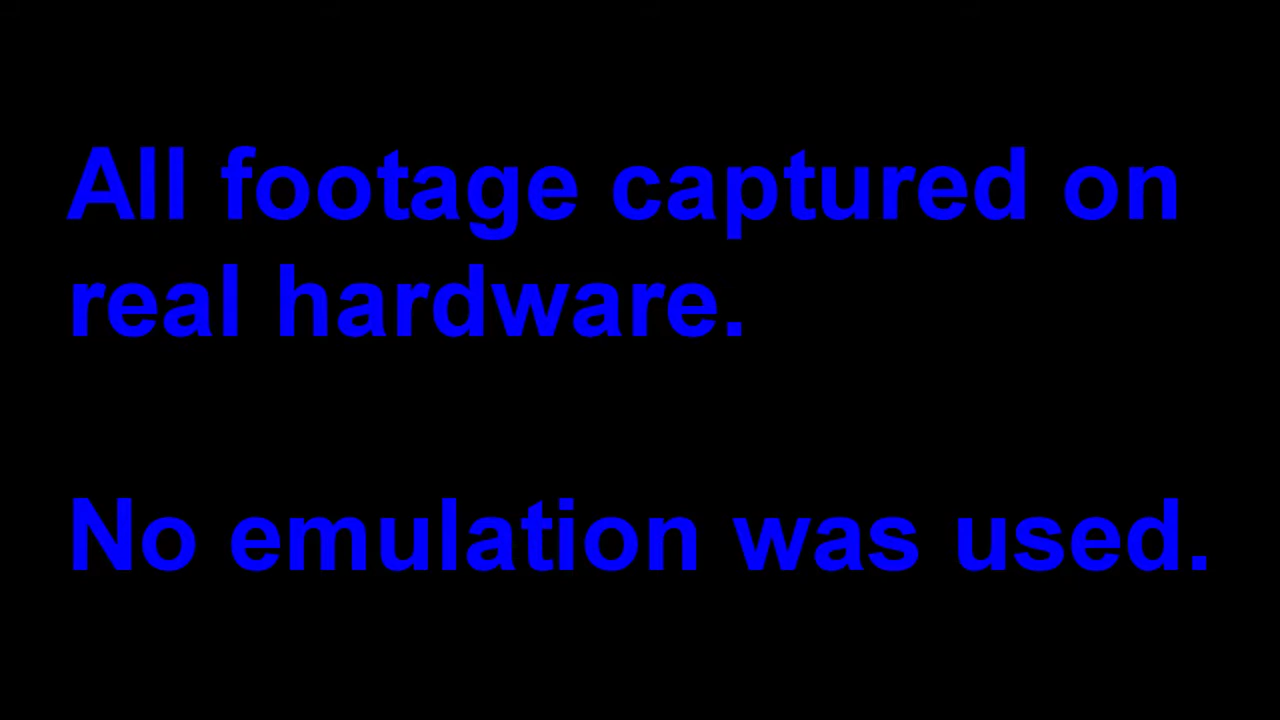 All footage captured on
real hardware.
No emulation was used.